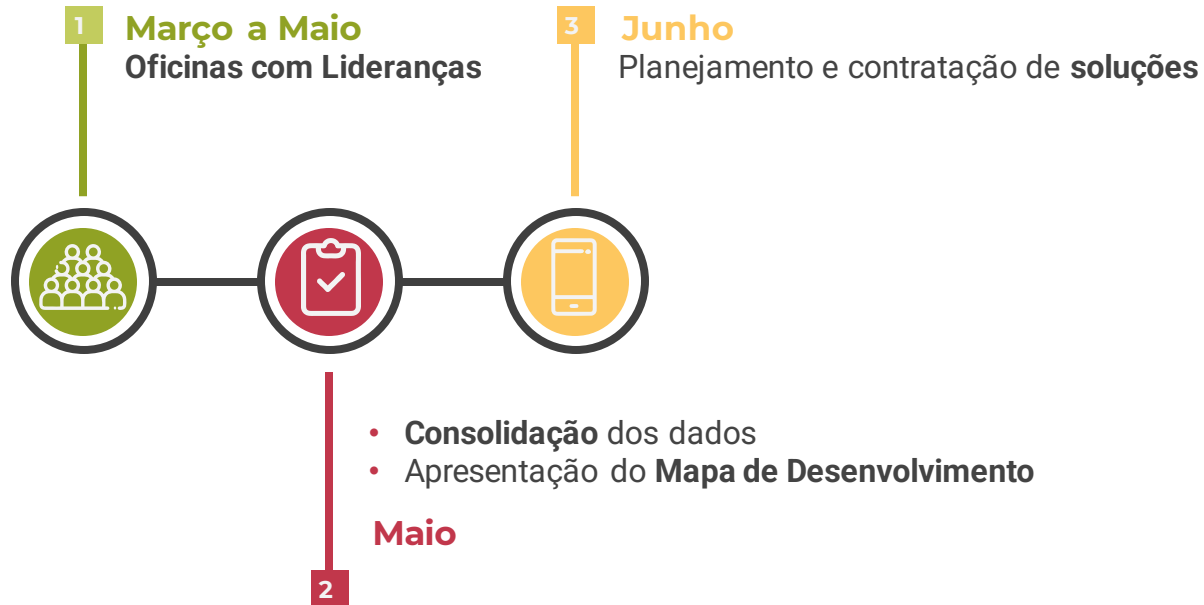 1
Março a Maio
Oficinas com Lideranças
3
Junho
Planejamento e contratação de soluções
• Consolidação dos dados
• Apresentação do Mapa de Desenvolvimento
Maio
2